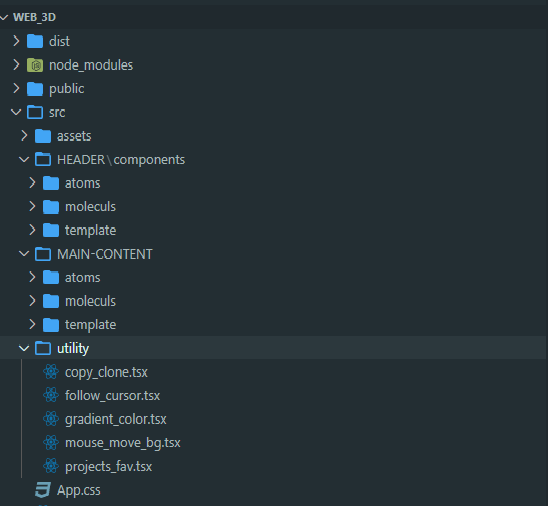 WEB_3D
dist
node_modules
public
src
assets
HEADER\components
atoms
moleculs
template
MAIN-CONTENT
atoms
moleculs
template
utility
copy_clone.tsx
follow_cursor.tsx
gradient_color.tsx
mouse_move_bg.tsx
projects_fav.tsx
App.css